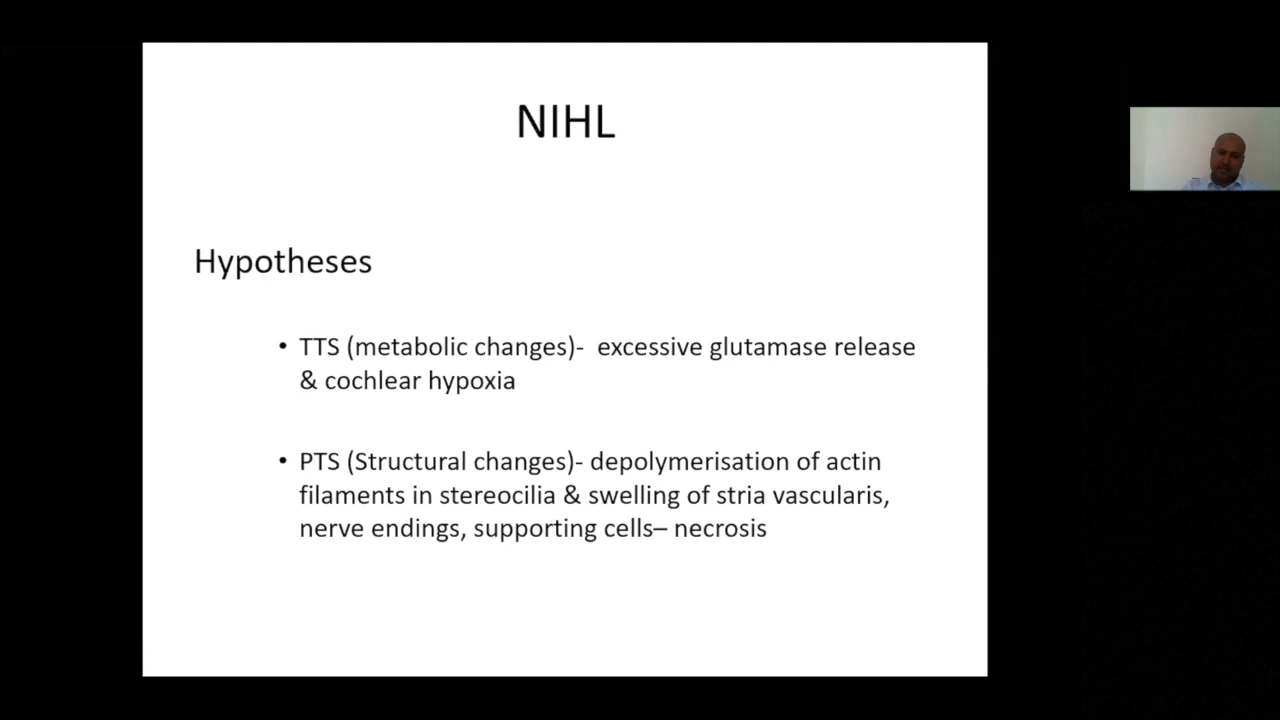 NIHL
Hypotheses
• TTS (metabolic changes)- excessive glutamase release
& cochlear hypoxia
• PTS (Structural changes)- depolymerisation of actin
filaments in stereocilia & swelling of stria vascularis,
nerve endings, supporting cells– necrosis